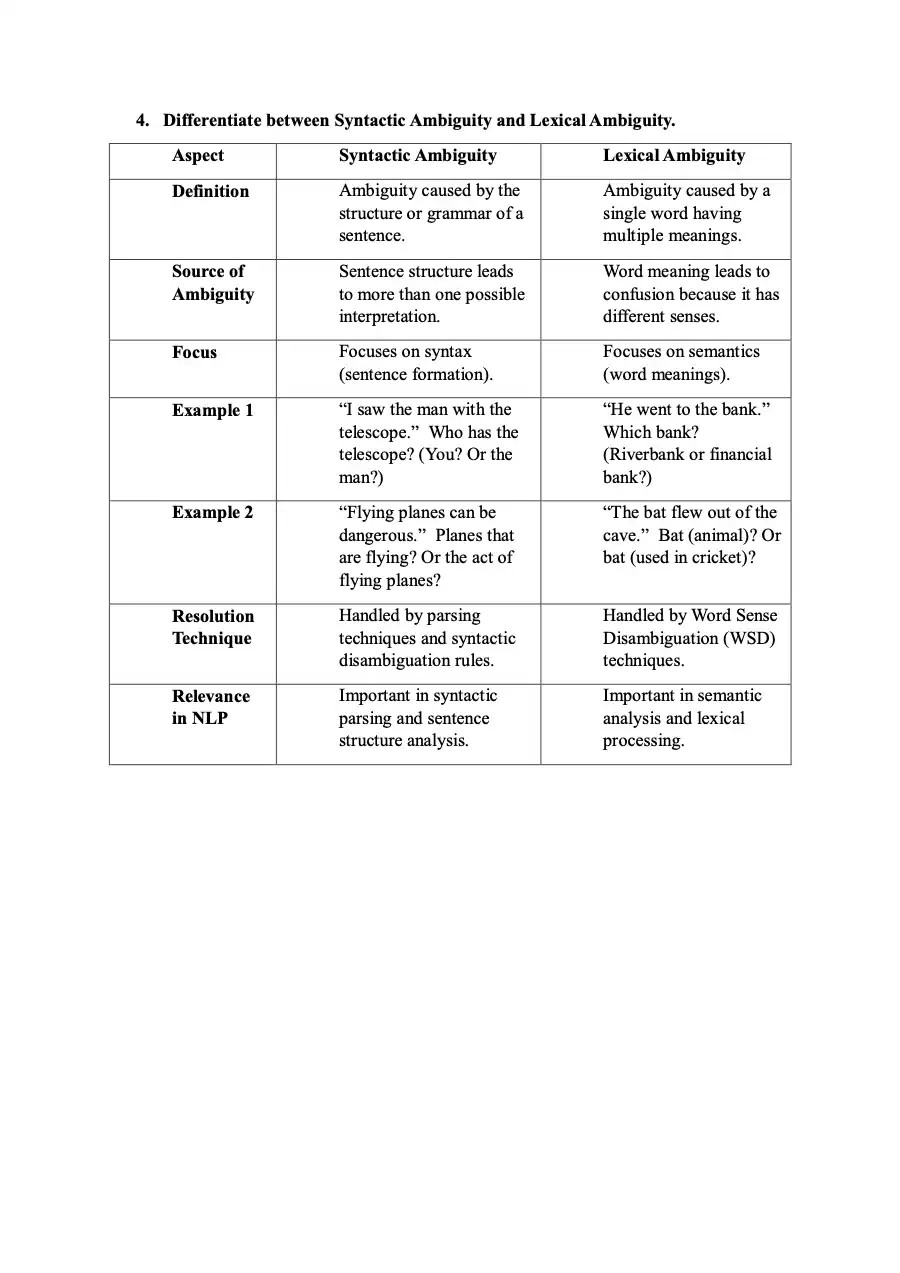 4. Differentiate between Syntactic Ambiguity and Lexical Ambiguity.
Aspect
Syntactic Ambiguity
Lexical Ambiguity
Definition
Ambiguity caused by the
structure or grammar of a
sentence.
Ambiguity caused by a
single word having
multiple meanings.
Source of
Ambiguity
Sentence structure leads
to more than one possible
interpretation.
Word meaning leads to
confusion because it has
different senses.
Focus
Focuses on syntax
(sentence formation).
Focuses on semantics
(word meanings).
Example 1
“I saw the man with the
telescope.”  Who has the
telescope? (You? Or the
man?)
“He went to the bank.”
Which bank?
(Riverbank or financial
bank?)
Example 2
“Flying planes can be
dangerous.”  Planes that
are flying? Or the act of
flying planes?
“The bat flew out of the
cave.”  Bat (animal)? Or
bat (used in cricket)?
Resolution
Technique
Handled by parsing
techniques and syntactic
disambiguation rules.
Handled by Word Sense
Disambiguation (WSD)
techniques.
Relevance
in NLP
Important in syntactic
parsing and sentence
structure analysis.
Important in semantic
analysis and lexical
processing.